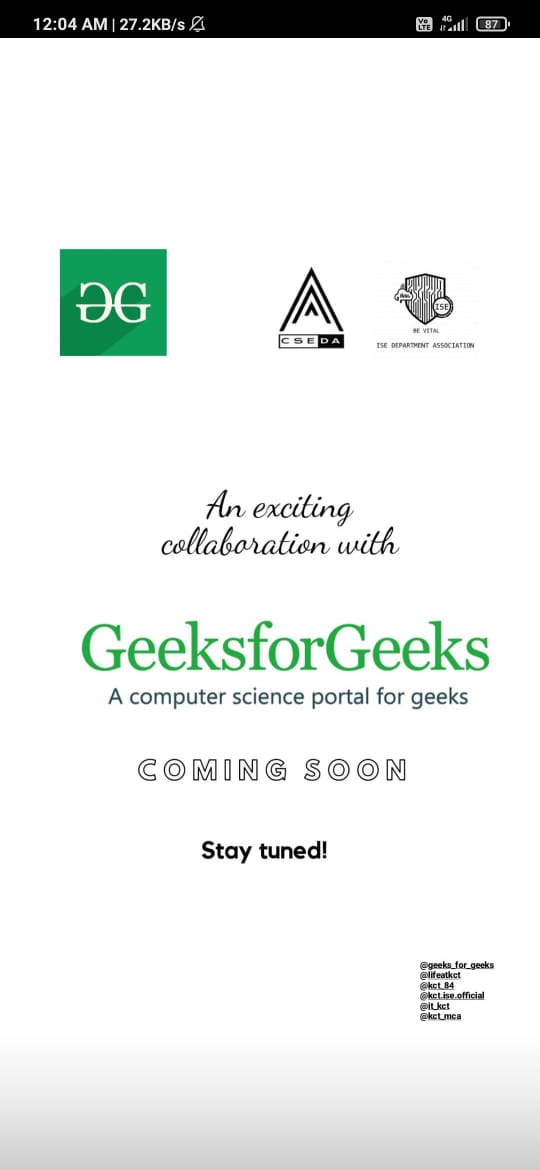 12:04 AM | 27.2KB/s
Vo LTE 4G 87
CSEDA
ISE
BE VITAL
ISE DEPARTMENT ASSOCIATION
An exciting
collaboration with
GeeksforGeeks
A computer science portal for geeks
COMING SOON
Stay tuned!
@geeks_for_geeks
@lifeatkct
@kct_84
@kct.ise.official
@it_kct
@kct_mca